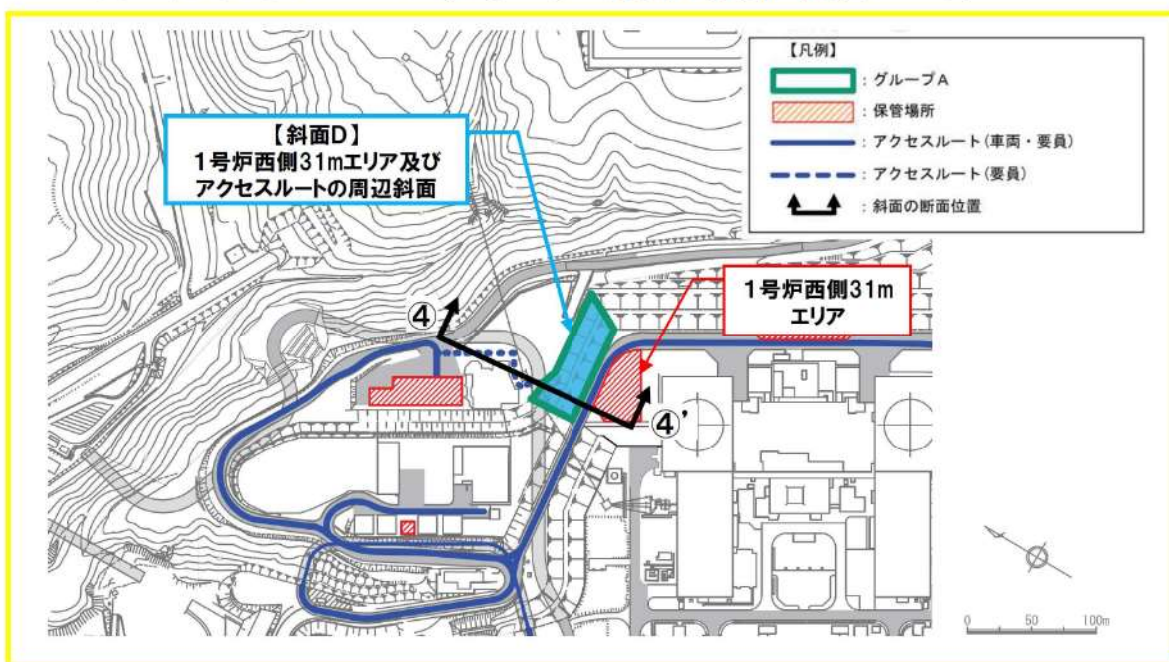 【凡例】
：グループA
：保管場所
：アクセスルート(車両・要員)
：アクセスルート(要員)
：斜面の断面位置
【斜面D】
1号炉西側31mエリア及び
アクセスルートの周辺斜面
1号炉西側31m
エリア
④
④'
0 50 100m